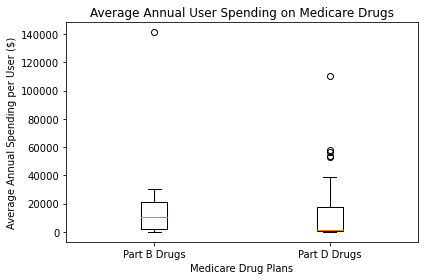 Average Annual User Spending on Medicare Drugs
Average Annual Spending per User ($)
140000
120000
100000
80000
60000
40000
20000
0
Part B Drugs
Part D Drugs
Medicare Drug Plans